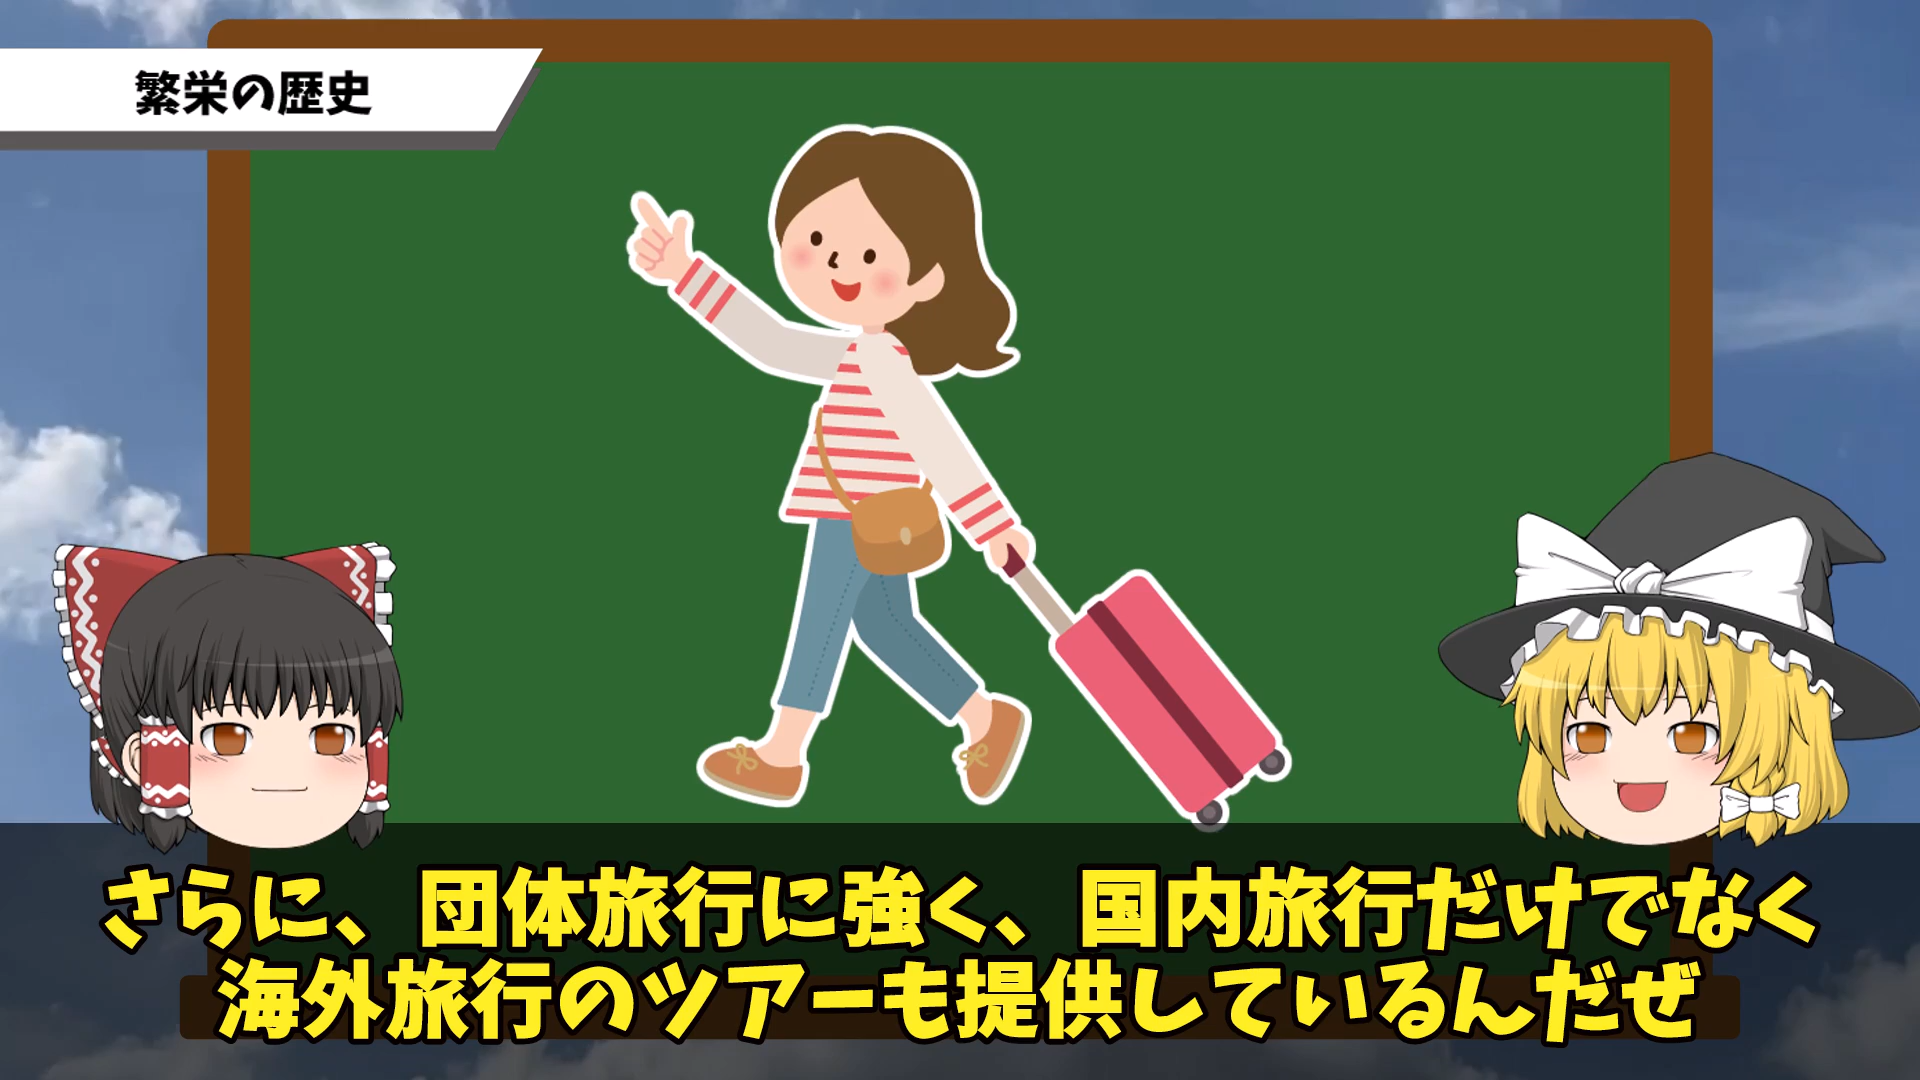 繁栄の歴史
さらに、団体旅行に強く、国内旅行だけでなく
海外旅行のツアーも提供しているんだぜ